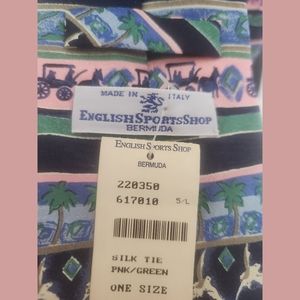 MADE IN ITALY
ENGLISH SPORTS SHOP
BERMUDA
ENGLISH SPORTS SHOP
BERMUDA
220350
617010 S/L
SILK TIE
PNK/GREEN
ONE SIZE